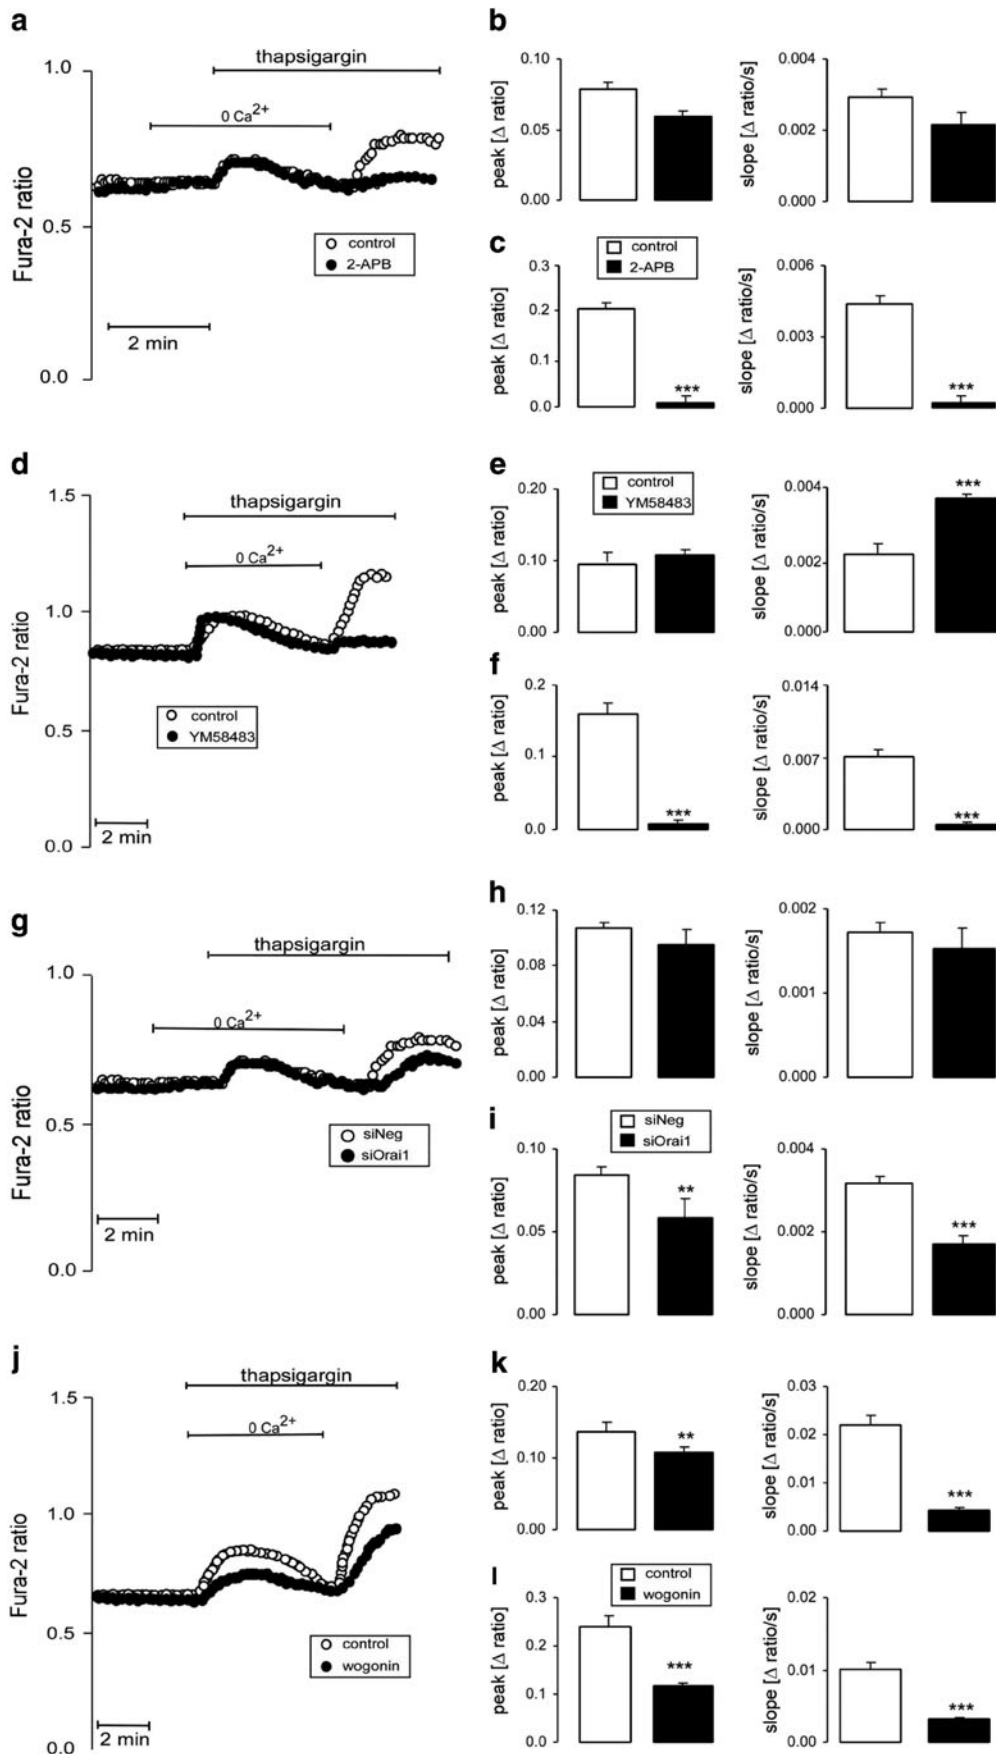 a
thapsigargin
1.0
0 Ca2+
Fura-2 ratio
0.5
control
2-APB
2 min
0.0
b
peak [Δ ratio]
0.10
0.05
0.00
slope [Δ ratio/s]
0.004
0.002
0.000
c
control
2-APB
peak [Δ ratio]
0.3
0.2
0.1
0.0
***
slope [Δ ratio/s]
0.006
0.003
0.000
***
d
thapsigargin
1.5
0 Ca2+
Fura-2 ratio
1.0
0.5
control
YM58483
2 min
0.0
e
control
YM58483
peak [Δ ratio]
0.20
0.10
0.00
slope [Δ ratio/s]
0.004
0.002
0.000
***
f
peak [Δ ratio]
0.2
0.1
0.0
***
slope [Δ ratio/s]
0.014
0.007
0.000
***
g
thapsigargin
1.0
0 Ca2+
Fura-2 ratio
0.5
siNeg
siOrai1
2 min
0.0
h
peak [Δ ratio]
0.12
0.08
0.04
0.00
slope [Δ ratio/s]
0.002
0.001
0.000
i
siNeg
siOrai1
peak [Δ ratio]
0.10
0.05
0.00
**
slope [Δ ratio/s]
0.004
0.002
0.000
***
j
thapsigargin
1.5
0 Ca2+
Fura-2 ratio
1.0
0.5
control
wogonin
2 min
0.0
k
peak [Δ ratio]
0.20
0.10
0.00
**
slope [Δ ratio/s]
0.03
0.02
0.01
0.00
***
l
control
wogonin
peak [Δ ratio]
0.3
0.2
0.1
0.0
***
slope [Δ ratio/s]
0.02
0.01
0.00
***